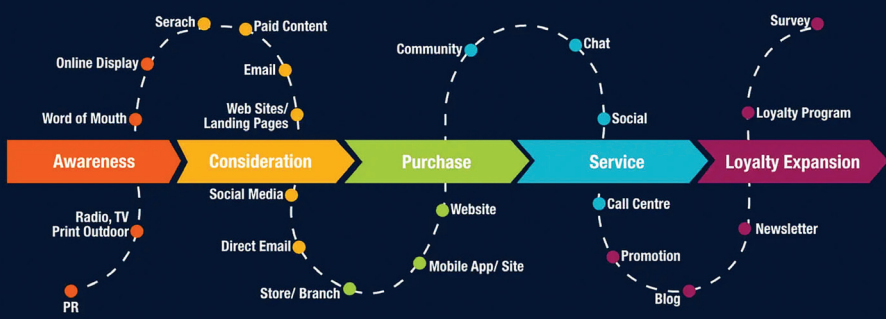 Serach
Paid Content
Survey
Community
Chat
Online Display
Email
Web Sites/
Landing Pages
Word of Mouth
Social
Loyalty Program
Awareness
Consideration
Purchase
Service
Loyalty Expansion
Social Media
Radio, TV
Print Outdoor
Website
Call Centre
Newsletter
Direct Email
Mobile App/ Site
Promotion
Store/ Branch
Blog
PR